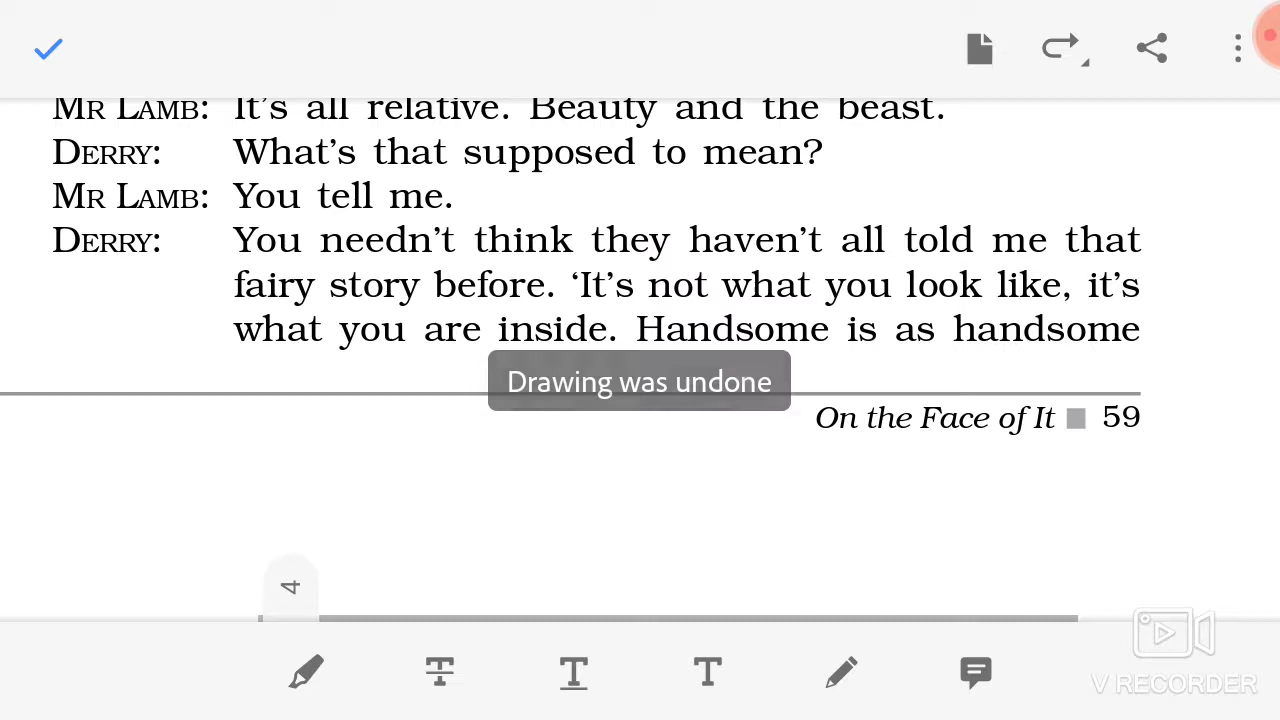 MR LAMB: It's all relative. Beauty and the beast.
DERRY: What's that supposed to mean?
MR LAMB: You tell me.
DERRY: You needn't think they haven't all told me that
fairy story before. ‘It's not what you look like, it's
what you are inside. Handsome is as handsome
Drawing was undone
On the Face of It ■ 59
4
V RECORDER